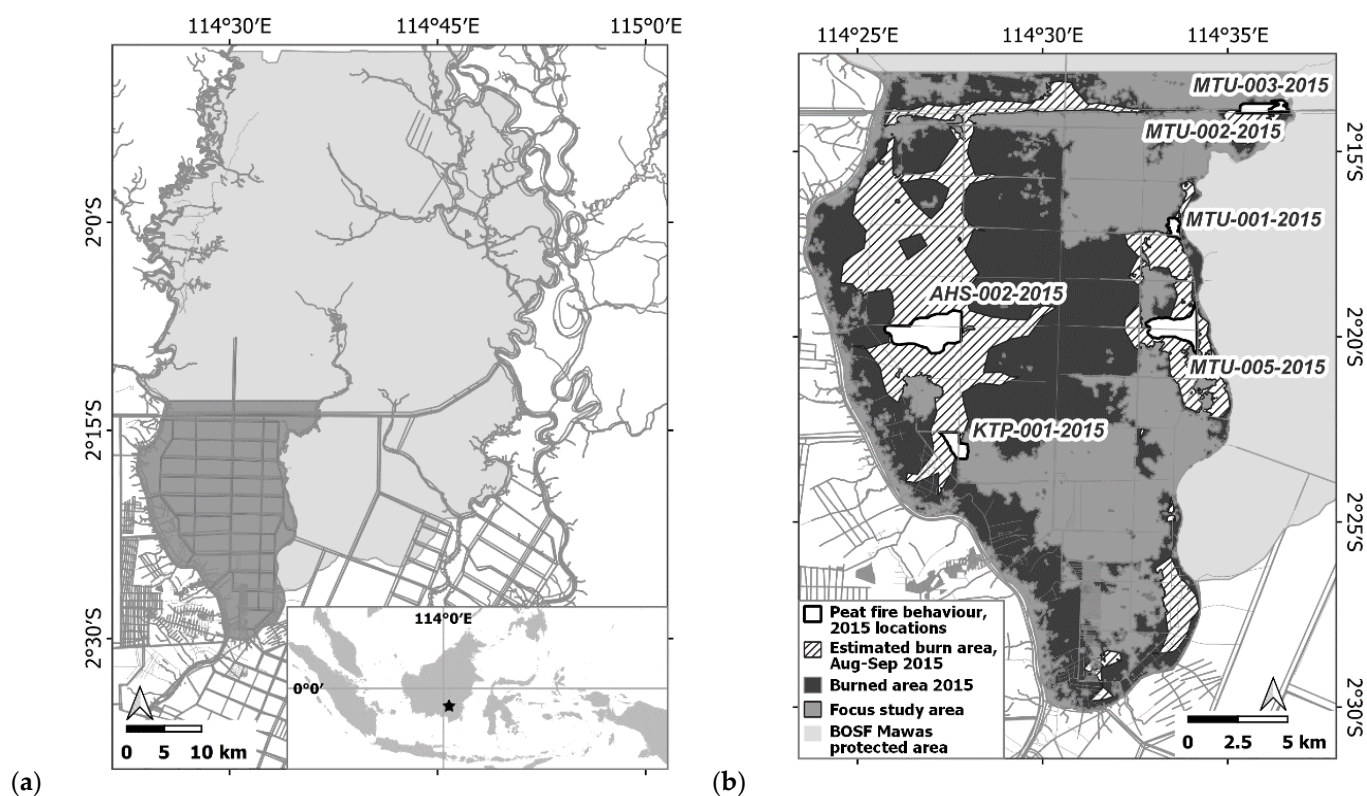 114°30′E 114°45′E 115°0′E
2°0′S
2°15′S
2°30′S
114°0′E
0°0′
0 5 10 km
(a)
114°25′E 114°30′E 114°35′E
MTU-003-2015
MTU-002-2015
2°15′S
MTU-001-2015
AHS-002-2015
2°20′S
MTU-005-2015
KTP-001-2015
2°25′S
Peat fire behaviour,
2015 locations
Estimated burn area,
Aug-Sep 2015
Burned area 2015
Focus study area
BOSF Mawas
protected area
2°30′S
0 2.5 5 km
(b)